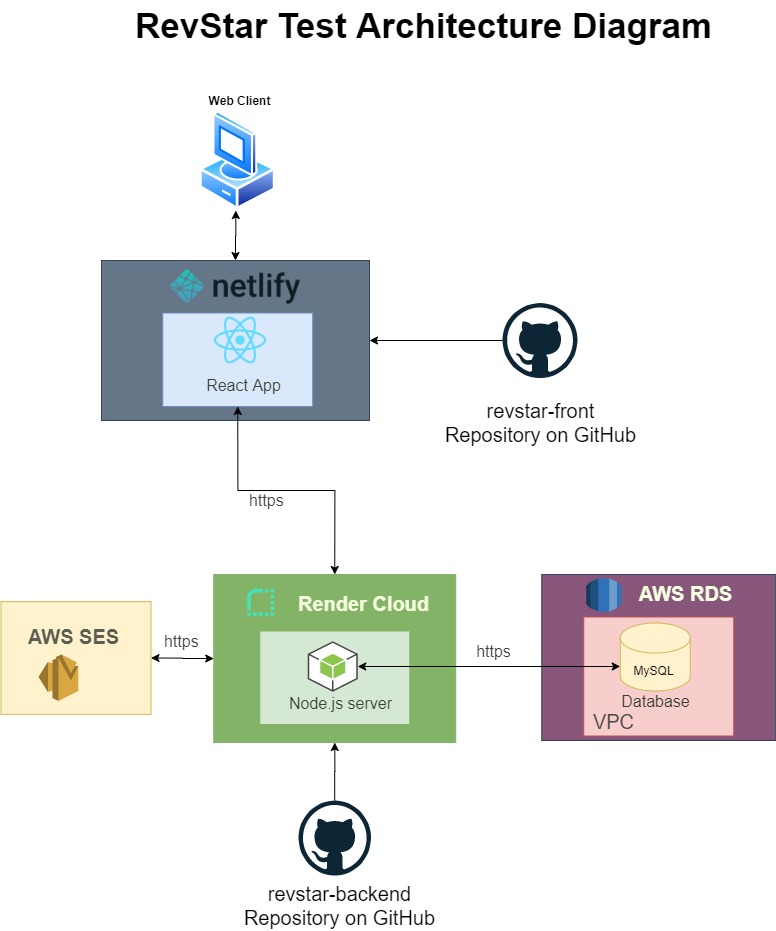 RevStar Test Architecture Diagram
Web Client
netlify
React App
revstar-front
Repository on GitHub
https
Render Cloud
AWS RDS
AWS SES
https
https
MySQL
Node.js server
Database
VPC
revstar-backend
Repository on GitHub